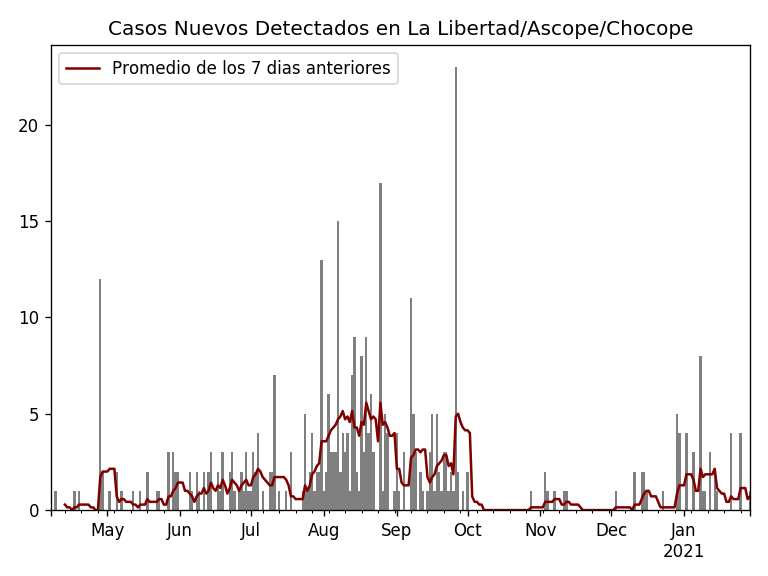 Casos Nuevos Detectados en La Libertad/Ascope/Chocope
Promedio de los 7 dias anteriores
20
15
10
5
0
May Jun Jul Aug Sep Oct Nov Dec Jan
2021